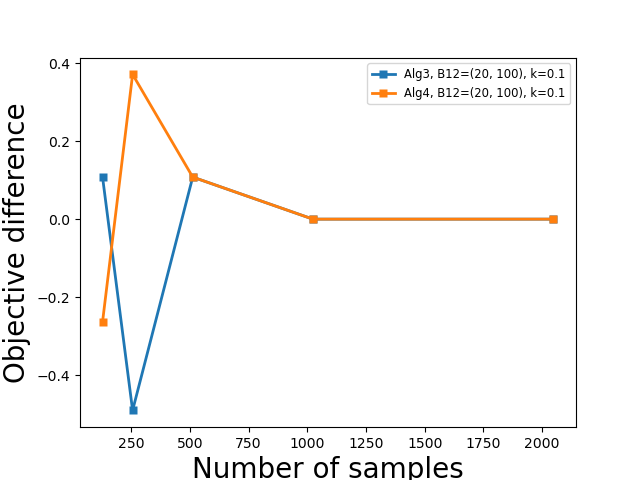 Alg3, B12=(20, 100), k=0.1
Alg4, B12=(20, 100), k=0.1
0.4
0.2
0.0
−0.2
−0.4
Objective difference
250 500 750 1000 1250 1500 1750 2000
Number of samples